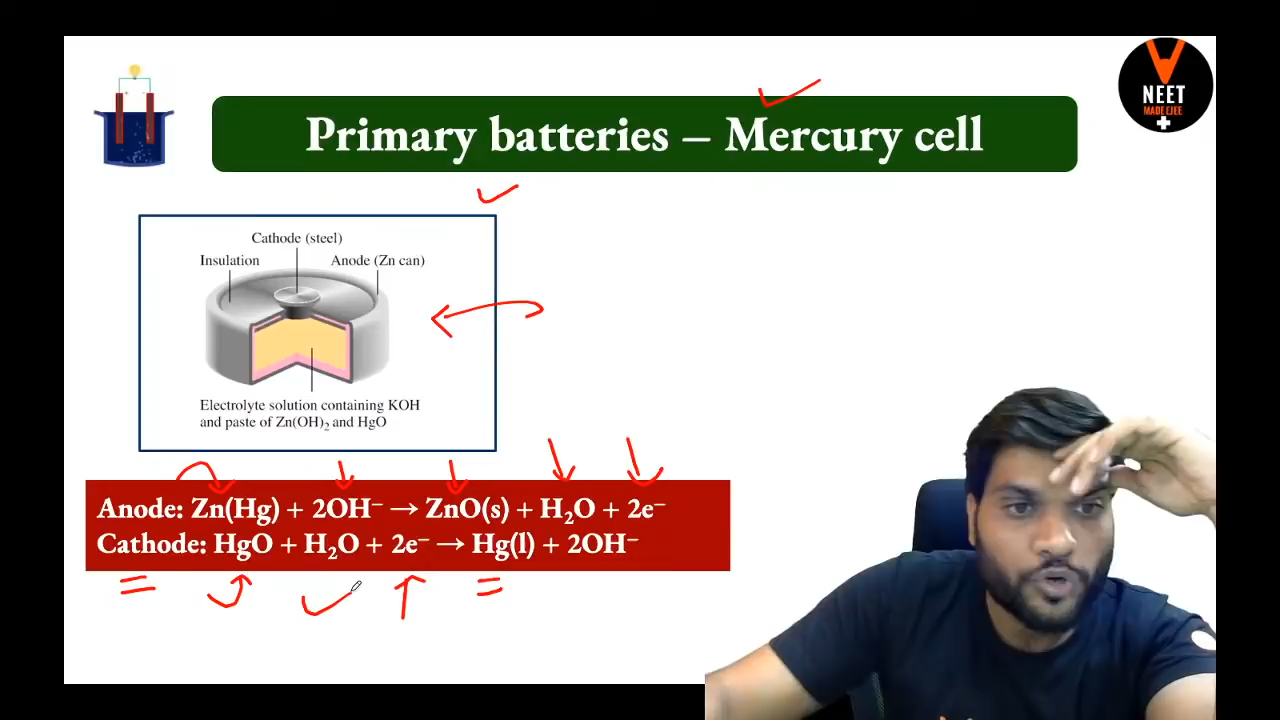 NEET
MADE EJEE
Primary batteries – Mercury cell
Cathode (steel)
Insulation
Anode (Zn can)
Electrolyte solution containing KOH
and paste of Zn(OH)₂ and HgO
Anode: Zn(Hg) + 2OH⁻ → ZnO(s) + H₂O + 2e⁻
Cathode: HgO + H₂O + 2e⁻ → Hg(l) + 2OH⁻